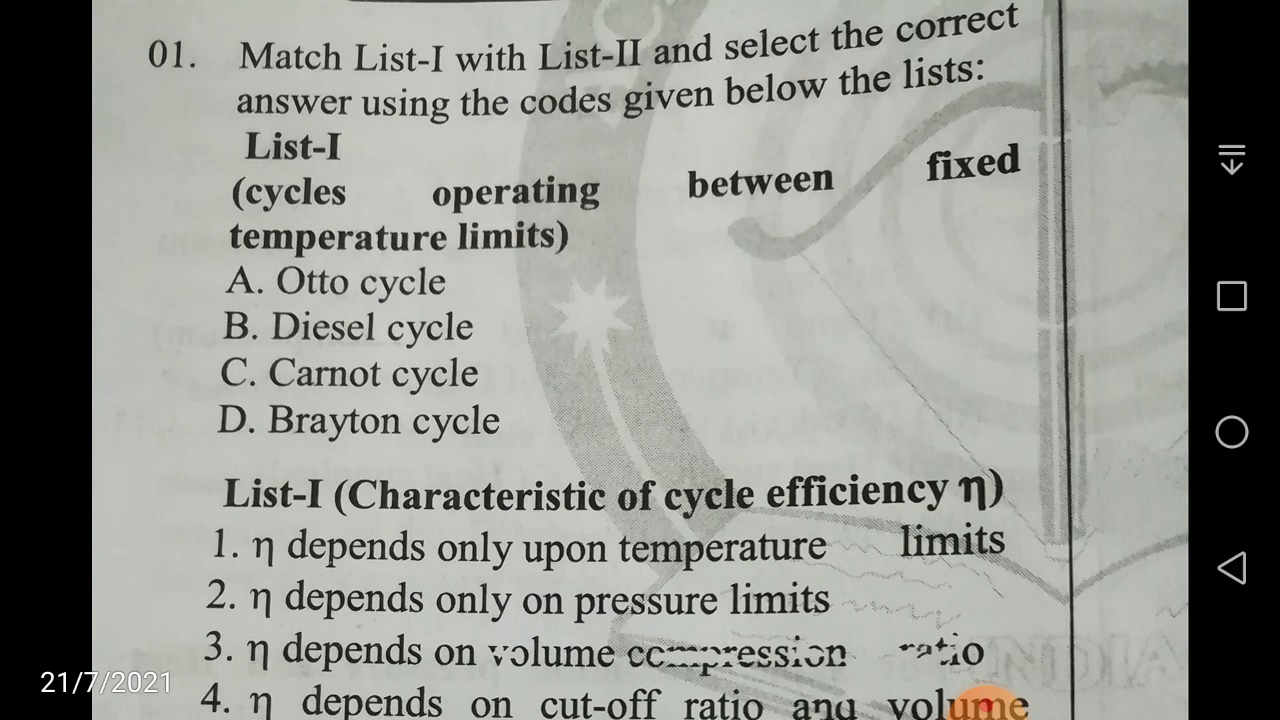 01. Match List-I with List-II and select the correct
answer using the codes given below the lists:
List-I
(cycles operating between fixed
temperature limits)
A. Otto cycle
B. Diesel cycle
C. Carnot cycle
D. Brayton cycle
List-I (Characteristic of cycle efficiency η)
1. η depends only upon temperature limits
2. η depends only on pressure limits
3. η depends on volume compression ratio
4. η depends on cut-off ratio and volume
21/7/2021